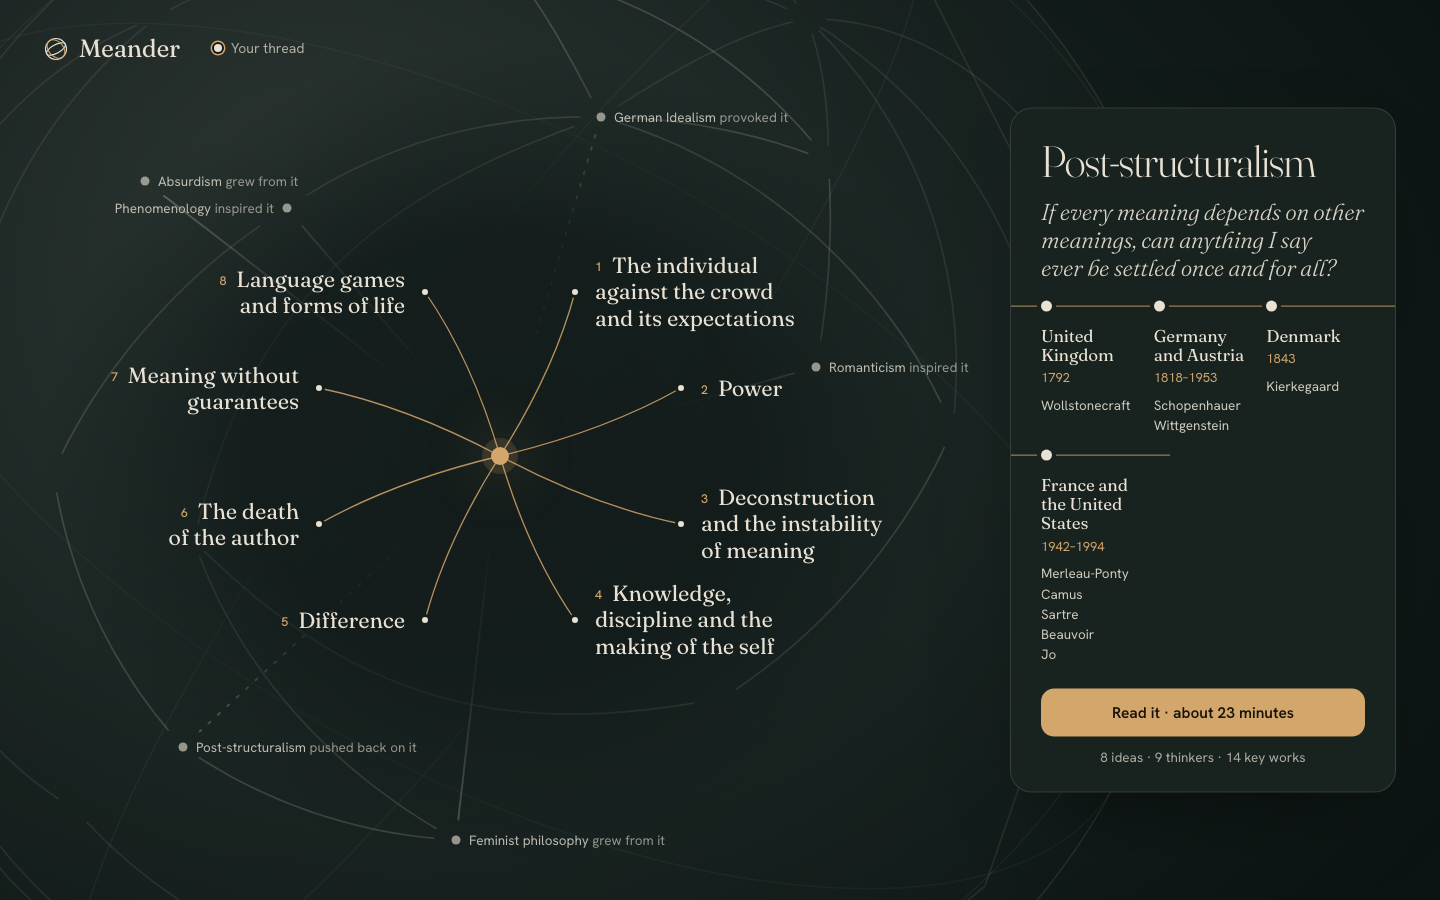 Meander
Your thread
German Idealism provoked it
Absurdism grew from it
Phenomenology inspired it
8 Language games
and forms of life
1 The individual
against the crowd
and its expectations
Romanticism inspired it
7 Meaning without
guarantees
2 Power
6 The death
of the author
3 Deconstruction
and the instability
of meaning
5 Difference
4 Knowledge,
discipline and the
making of the self
Post-structuralism pushed back on it
Feminist philosophy grew from it
Post-structuralism
If every meaning depends on other
meanings, can anything I say
ever be settled once and for all?
United
Kingdom
1792
Wollstonecraft
Germany
and Austria
1818–1953
Schopenhauer
Wittgenstein
Denmark
1843
Kierkegaard
France and
the United
States
1942–1994
Merleau-Ponty
Camus
Sartre
Beauvoir
Jo
Read it · about 23 minutes
8 ideas · 9 thinkers · 14 key works